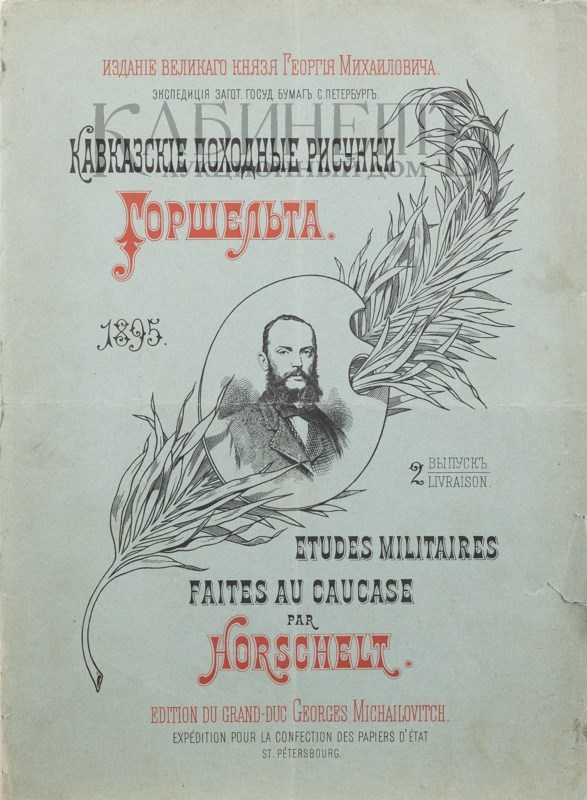 ИЗДАНІЕ ВЕЛИКАГО КНЯЗЯ ГЕОРГІЯ МИХАИЛОВИЧА.
ЭКСПЕДИЦІЯ ЗАГОТ. ГОСУД. БУМАГЪ С. ПЕТЕРБУРГЪ.
КАБИНЕТЪ
КАВКАЗСКІЕ ПОХОДНЫЕ РИСУНКИ
АУКЦИОННЫЙ ДОМ
ГОРШЕЛЬТА.
1895.
2 ВЫПУСКЪ
LIVRAISON.
ETUDES MILITAIRES
FAITES AU CAUCASE
PAR
HORSCHELT.
EDITION DU GRAND-DUC GEORGES MICHAILOVITCH.
EXPÉDITION POUR LA CONFECTION DES PAPIERS D'ÉTAT
ST. PÉTERSBOURG.